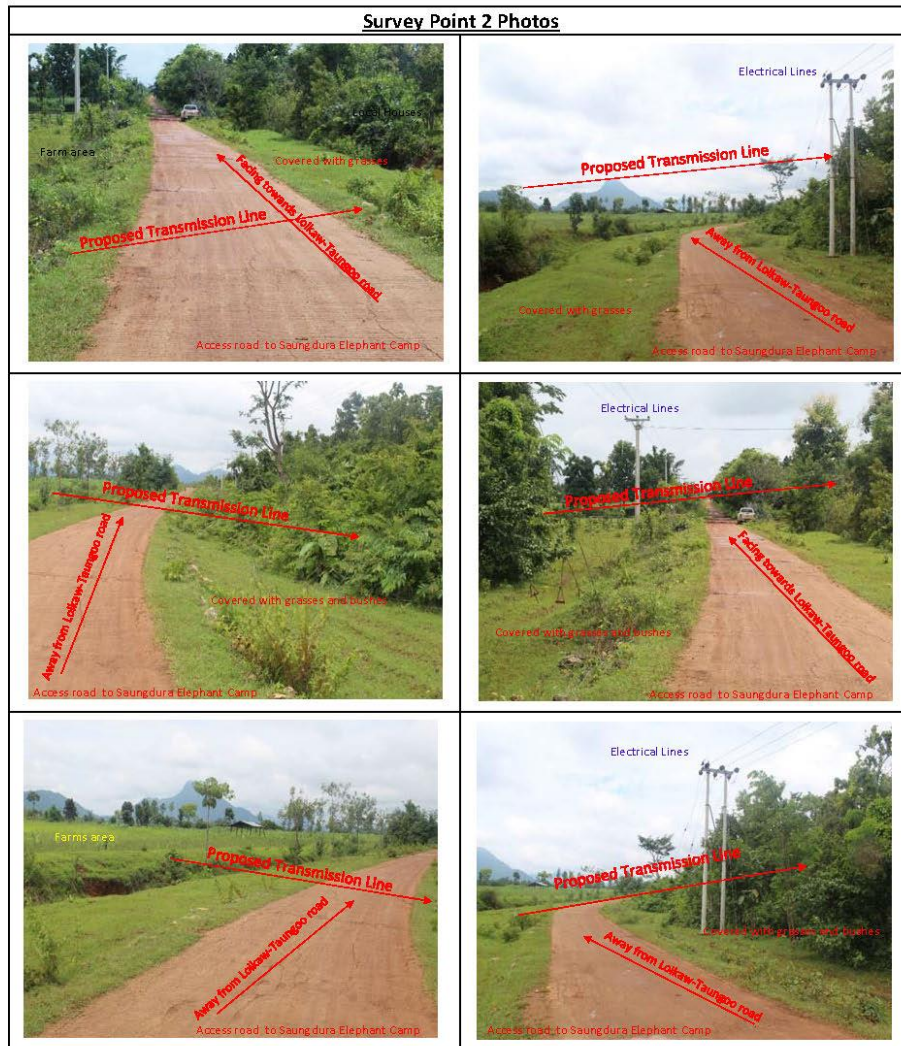 Survey Point 2 Photos
Farm area
Local Houses
Covered with grasses
Facing towards Loikaw-Taungoo road
Proposed Transmission Line
Access road to Saungdura Elephant Camp
Electrical Lines
Proposed Transmission Line
Away from Loikaw-Taungoo road
Covered with grasses
Access road to Saungdura Elephant Camp
Proposed Transmission Line
Away from Loikaw-Taungoo road
Covered with grasses and bushes
Access road to Saungdura Elephant Camp
Electrical Lines
Proposed Transmission Line
Facing towards Loikaw-Taungoo road
Covered with grasses and bushes
Access road to Saungdura Elephant Camp
Farms area
Proposed Transmission Line
Away from Loikaw-Taungoo road
Access road to Saungdura Elephant Camp
Electrical Lines
Proposed Transmission Line
Covered with grasses and bushes
Away from Loikaw-Taungoo road
Access road to Saungdura Elephant Camp